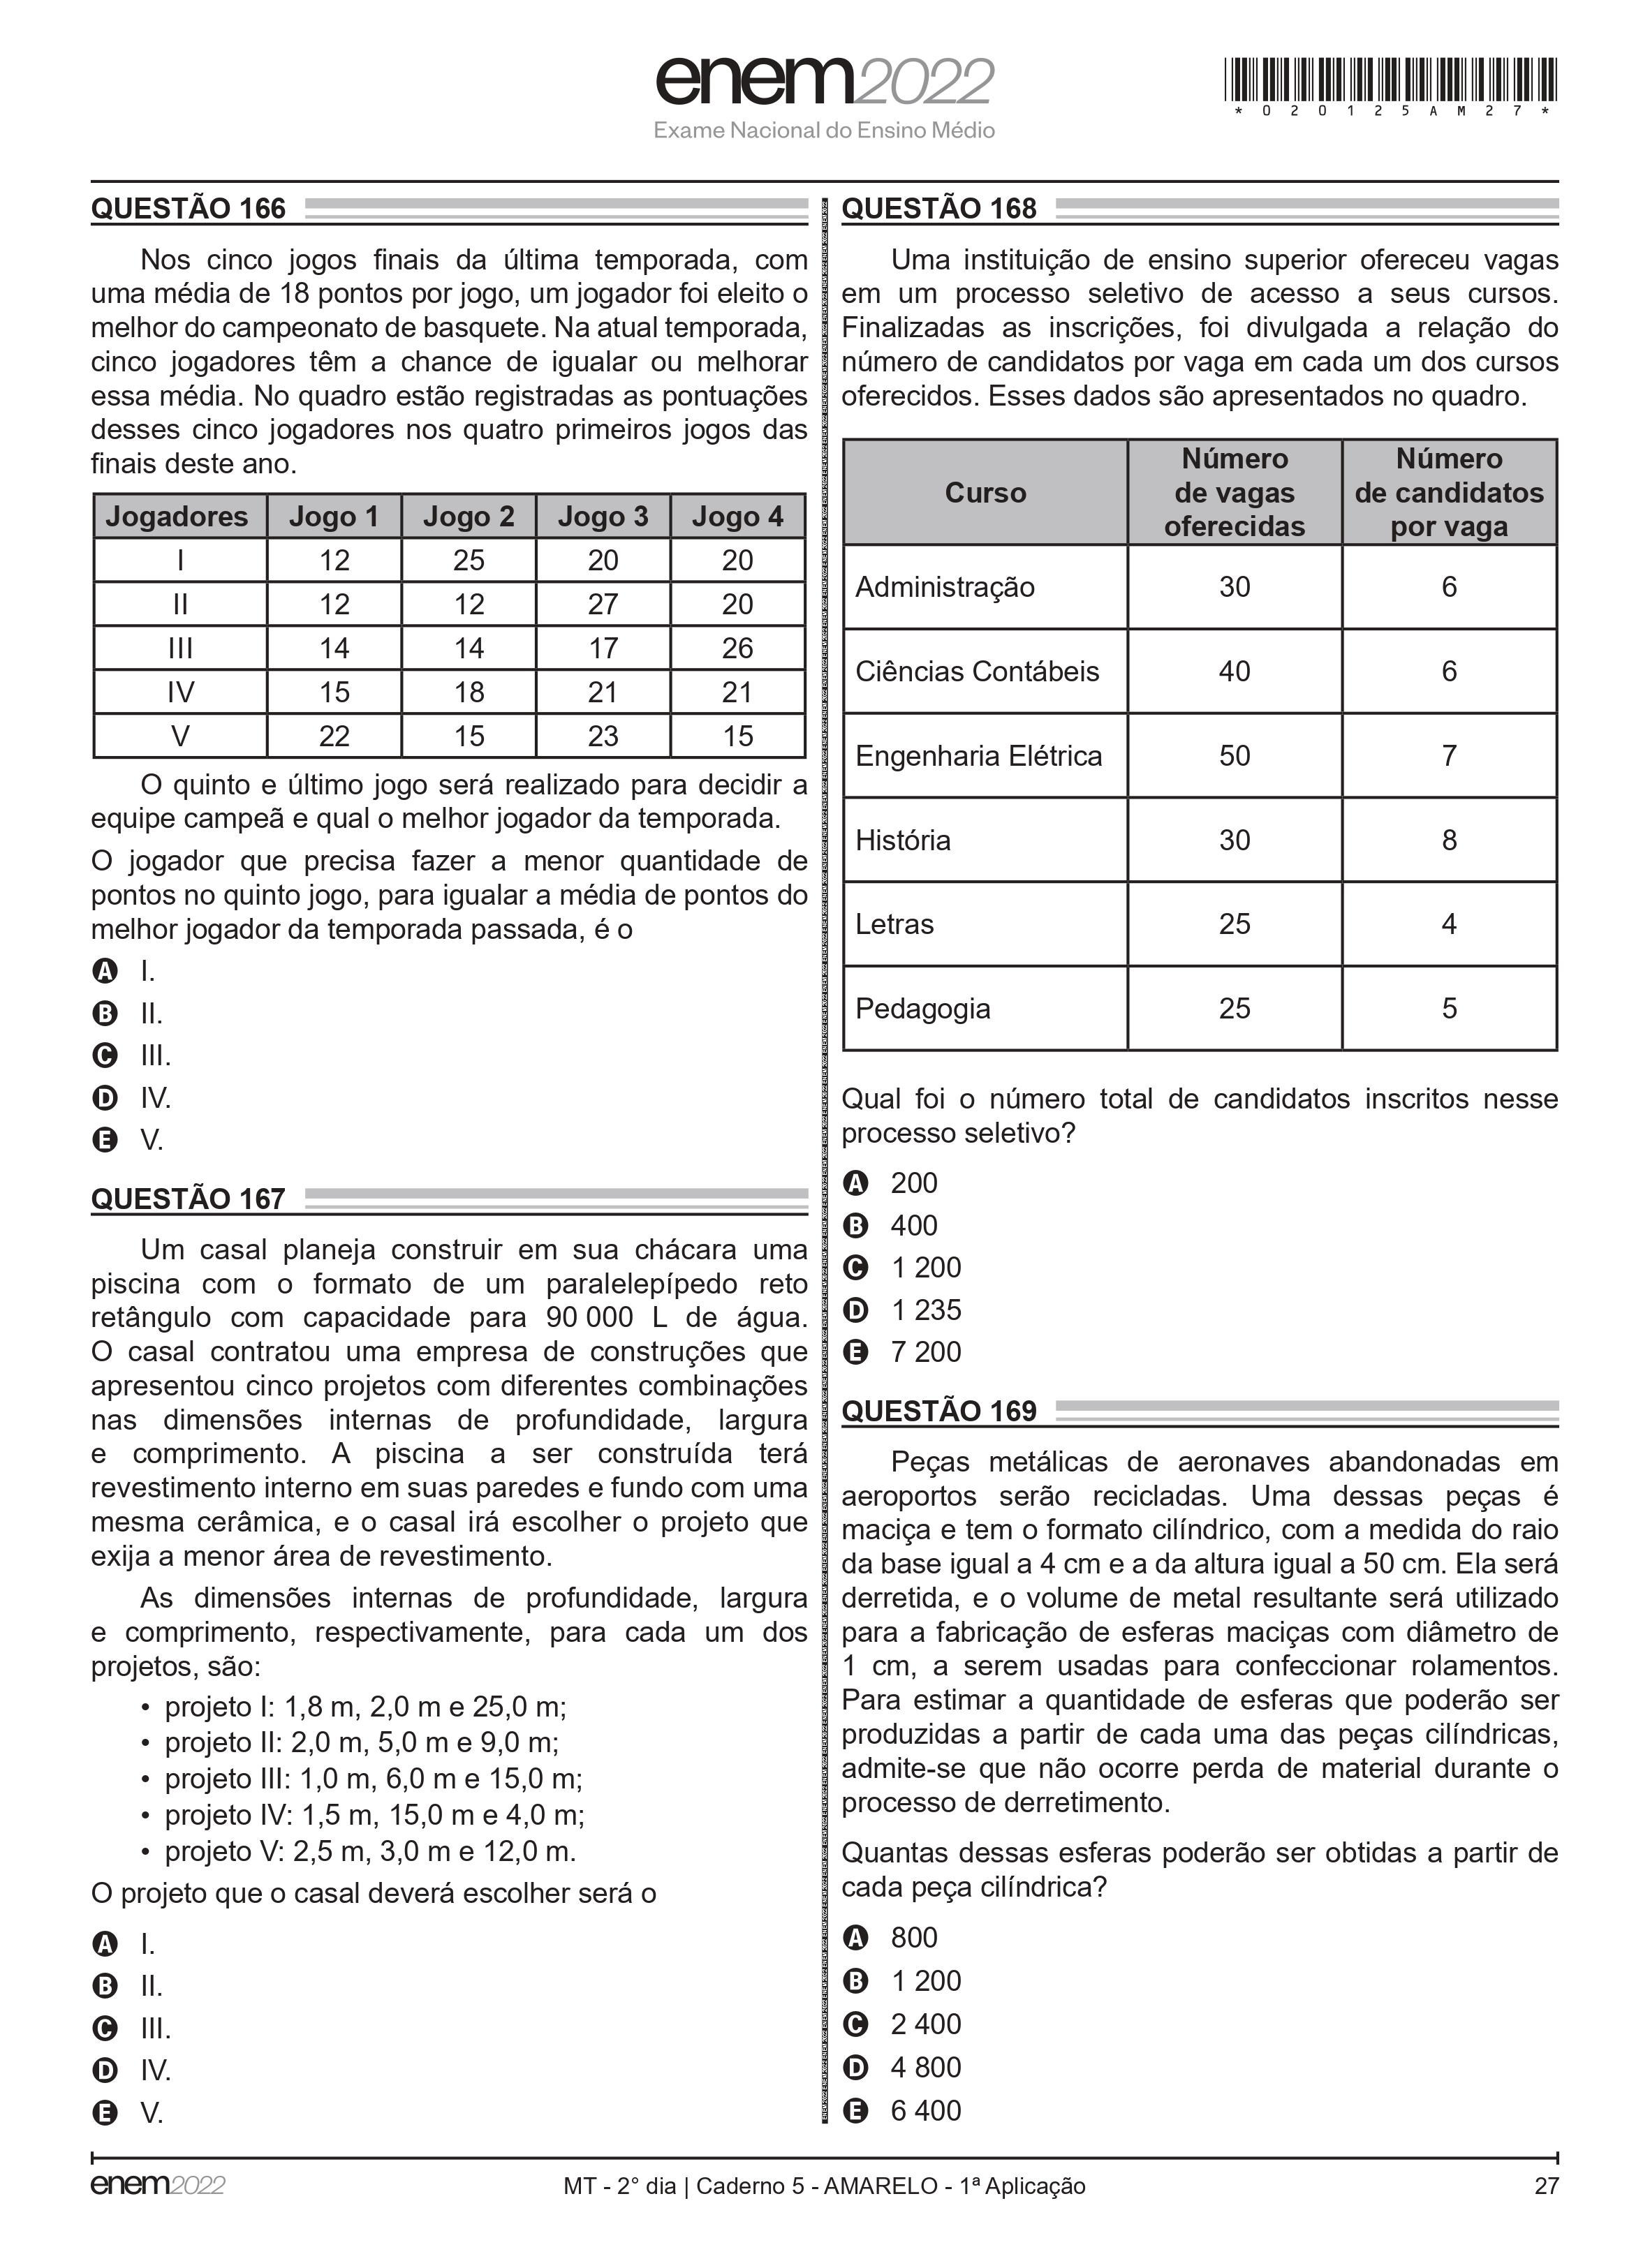 enem2022
Exame Nacional do Ensino Médio
*020125AM27*
QUESTÃO 166
Nos cinco jogos finais da última temporada, com
uma média de 18 pontos por jogo, um jogador foi eleito o
melhor do campeonato de basquete. Na atual temporada,
cinco jogadores têm a chance de igualar ou melhorar
essa média. No quadro estão registradas as pontuações
desses cinco jogadores nos quatro primeiros jogos das
finais deste ano.
Jogadores Jogo 1 Jogo 2 Jogo 3 Jogo 4
I 12 25 20 20
II 12 12 27 20
III 14 14 17 26
IV 15 18 21 21
V 22 15 23 15
O quinto e último jogo será realizado para decidir a
equipe campeã e qual o melhor jogador da temporada.
O jogador que precisa fazer a menor quantidade de
pontos no quinto jogo, para igualar a média de pontos do
melhor jogador da temporada passada, é o
A I.
B II.
C III.
D IV.
E V.
QUESTÃO 167
Um casal planeja construir em sua chácara uma
piscina com o formato de um paralelepípedo reto
retângulo com capacidade para 90 000 L de água.
O casal contratou uma empresa de construções que
apresentou cinco projetos com diferentes combinações
nas dimensões internas de profundidade, largura
e comprimento. A piscina a ser construída terá
revestimento interno em suas paredes e fundo com uma
mesma cerâmica, e o casal irá escolher o projeto que
exija a menor área de revestimento.
As dimensões internas de profundidade, largura
e comprimento, respectivamente, para cada um dos
projetos, são:
• projeto I: 1,8 m, 2,0 m e 25,0 m;
• projeto II: 2,0 m, 5,0 m e 9,0 m;
• projeto III: 1,0 m, 6,0 m e 15,0 m;
• projeto IV: 1,5 m, 15,0 m e 4,0 m;
• projeto V: 2,5 m, 3,0 m e 12,0 m.
O projeto que o casal deverá escolher será o
A I.
B II.
C III.
D IV.
E V.
QUESTÃO 168
Uma instituição de ensino superior ofereceu vagas
em um processo seletivo de acesso a seus cursos.
Finalizadas as inscrições, foi divulgada a relação do
número de candidatos por vaga em cada um dos cursos
oferecidos. Esses dados são apresentados no quadro.
Curso Número de vagas oferecidas Número de candidatos por vaga
Administração 30 6
Ciências Contábeis 40 6
Engenharia Elétrica 50 7
História 30 8
Letras 25 4
Pedagogia 25 5
Qual foi o número total de candidatos inscritos nesse
processo seletivo?
A 200
B 400
C 1 200
D 1 235
E 7 200
QUESTÃO 169
Peças metálicas de aeronaves abandonadas em
aeroportos serão recicladas. Uma dessas peças é
maciça e tem o formato cilíndrico, com a medida do raio
da base igual a 4 cm e a da altura igual a 50 cm. Ela será
derretida, e o volume de metal resultante será utilizado
para a fabricação de esferas maciças com diâmetro de
1 cm, a serem usadas para confeccionar rolamentos.
Para estimar a quantidade de esferas que poderão ser
produzidas a partir de cada uma das peças cilíndricas,
admite-se que não ocorre perda de material durante o
processo de derretimento.
Quantas dessas esferas poderão ser obtidas a partir de
cada peça cilíndrica?
A 800
B 1 200
C 2 400
D 4 800
E 6 400
enem2022
MT - 2° dia | Caderno 5 - AMARELO - 1ª Aplicação
27